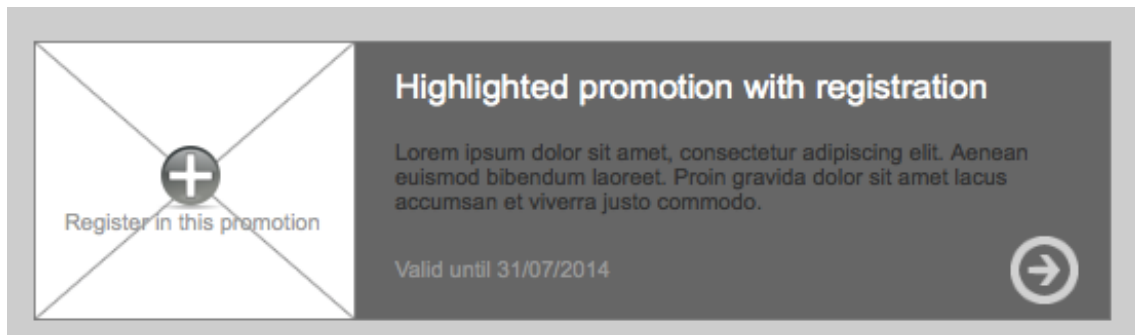 Highlighted promotion with registration
Lorem ipsum dolor sit amet, consectetur adipiscing elit. Aenean
euismod bibendum laoreet. Proin gravida dolor sit amet lacus
accumsan et viverra justo commodo.
Register in this promotion
Valid until 31/07/2014